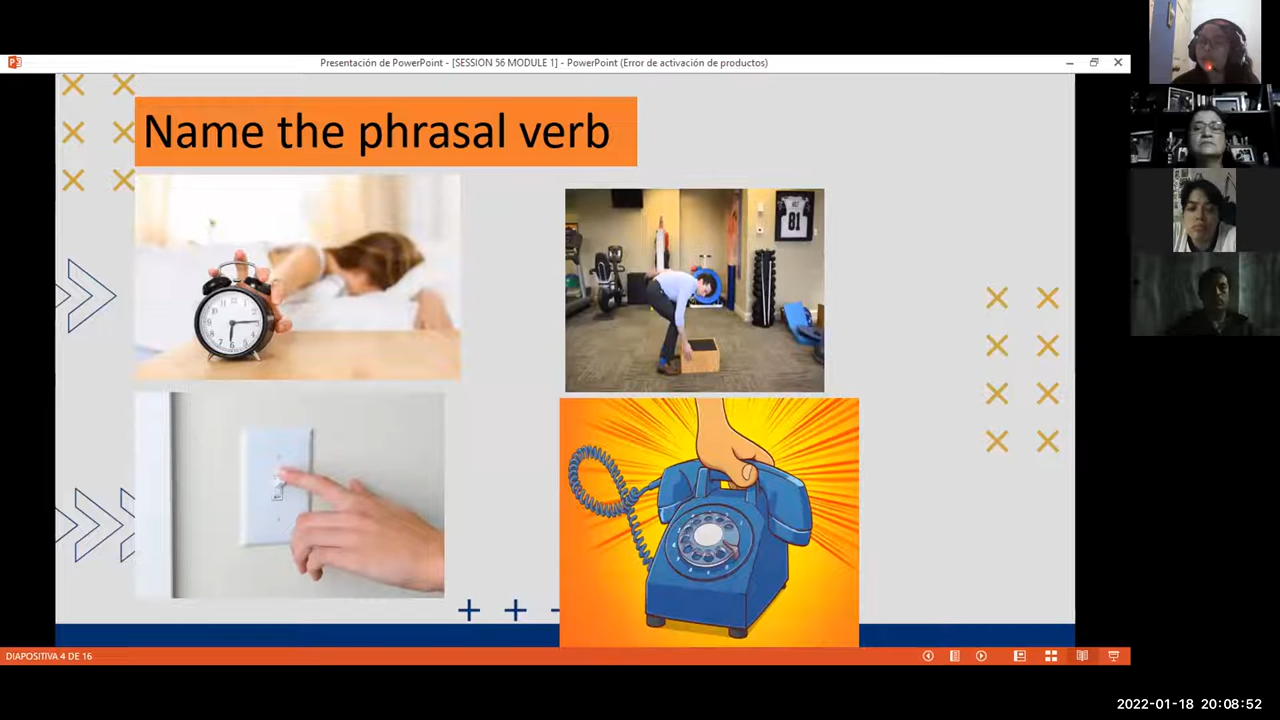 Presentación de PowerPoint - [SESSION 56 MODULE 1] - PowerPoint (Error de activación de productos)
Name the phrasal verb
81
DIAPOSITIVA 4 DE 16
2022-01-18 20:08:52